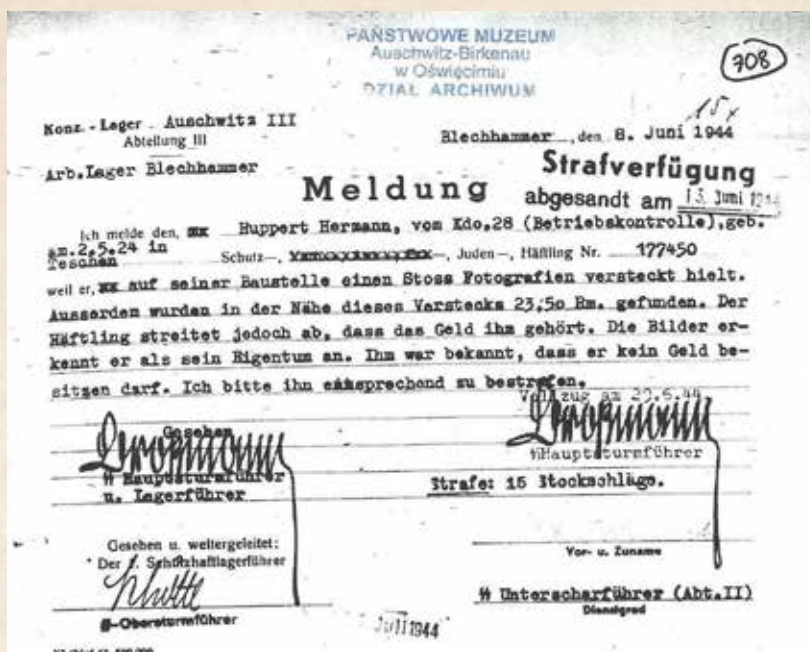 PAŃSTWOWE MUZEUM
Auschwitz-Birkenau
w Oświęcimiu
DZIAŁ ARCHIWUM
708
15 x
Konz.-Lager Auschwitz III
Abteilung III
Blechhammer, den 8. Juni 1944
Arb.Lager Blechhammer
Strafverfügung
Meldung
abgesandt am 15. Juni
Ich melde den, Huppert Hermann, vom Kdo.28 (Betriebskontrolle), geb.
am.2.5.24 in
Teschen Schutz-, Juden-, Häftling Nr. 177450
weil er, auf seiner Baustelle einen Stoss Fotografien versteckt hielt.
Ausserdem wurden in der Nähe dieses Verstecks 23,50 Rm. gefunden. Der
Häftling streitet jedoch ab, dass das Geld ihm gehört. Die Bilder er-
kennt er als sein Eigentum an. Ihm war bekannt, dass er kein Geld be-
sitzen darf. Ich bitte ihn entsprechend zu bestrafen.
Vollzug am 29.6.44
Gesehen
Hauptsturmführer
Hauptsturmführer
u. Lagerführer
Strafe: 15 Stockschläge.
Gesehen u. weitergeleitet:
Der 1. Schutzhaftlagerführer
Vor- u. Zuname
Unterscharführer (Abt.II)
Dienstgrad
-Obersturmführer
1944